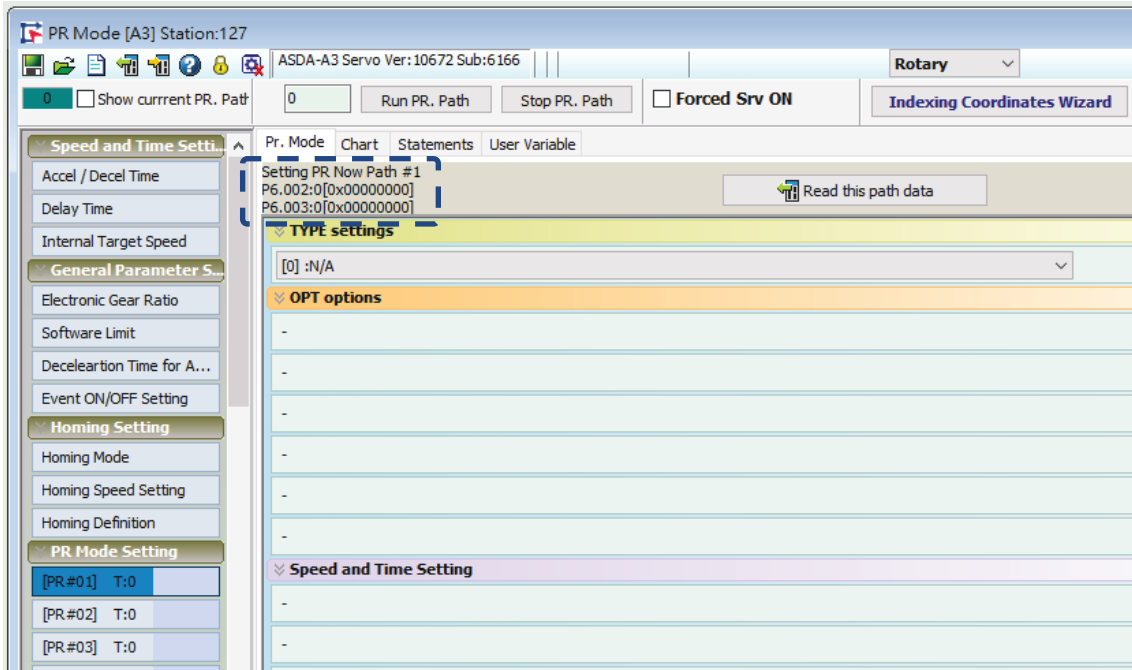 PR Mode [A3] Station:127
ASDA-A3 Servo Ver:10672 Sub:6166
Rotary
0
Show currrent PR. Path
0
Run PR. Path
Stop PR. Path
Forced Srv ON
Indexing Coordinates Wizard
Speed and Time Setti...
Accel / Decel Time
Delay Time
Internal Target Speed
General Parameter S...
Electronic Gear Ratio
Software Limit
Deceleartion Time for A...
Event ON/OFF Setting
Homing Setting
Homing Mode
Homing Speed Setting
Homing Definition
PR Mode Setting
[PR#01] T:0
[PR#02] T:0
[PR#03] T:0
Pr. Mode
Chart
Statements
User Variable
Setting PR Now Path #1
P6.002:0[0x00000000]
P6.003:0[0x00000000]
Read this path data
TYPE settings
[0] :N/A
OPT options
-
-
-
-
-
-
Speed and Time Setting
-
-